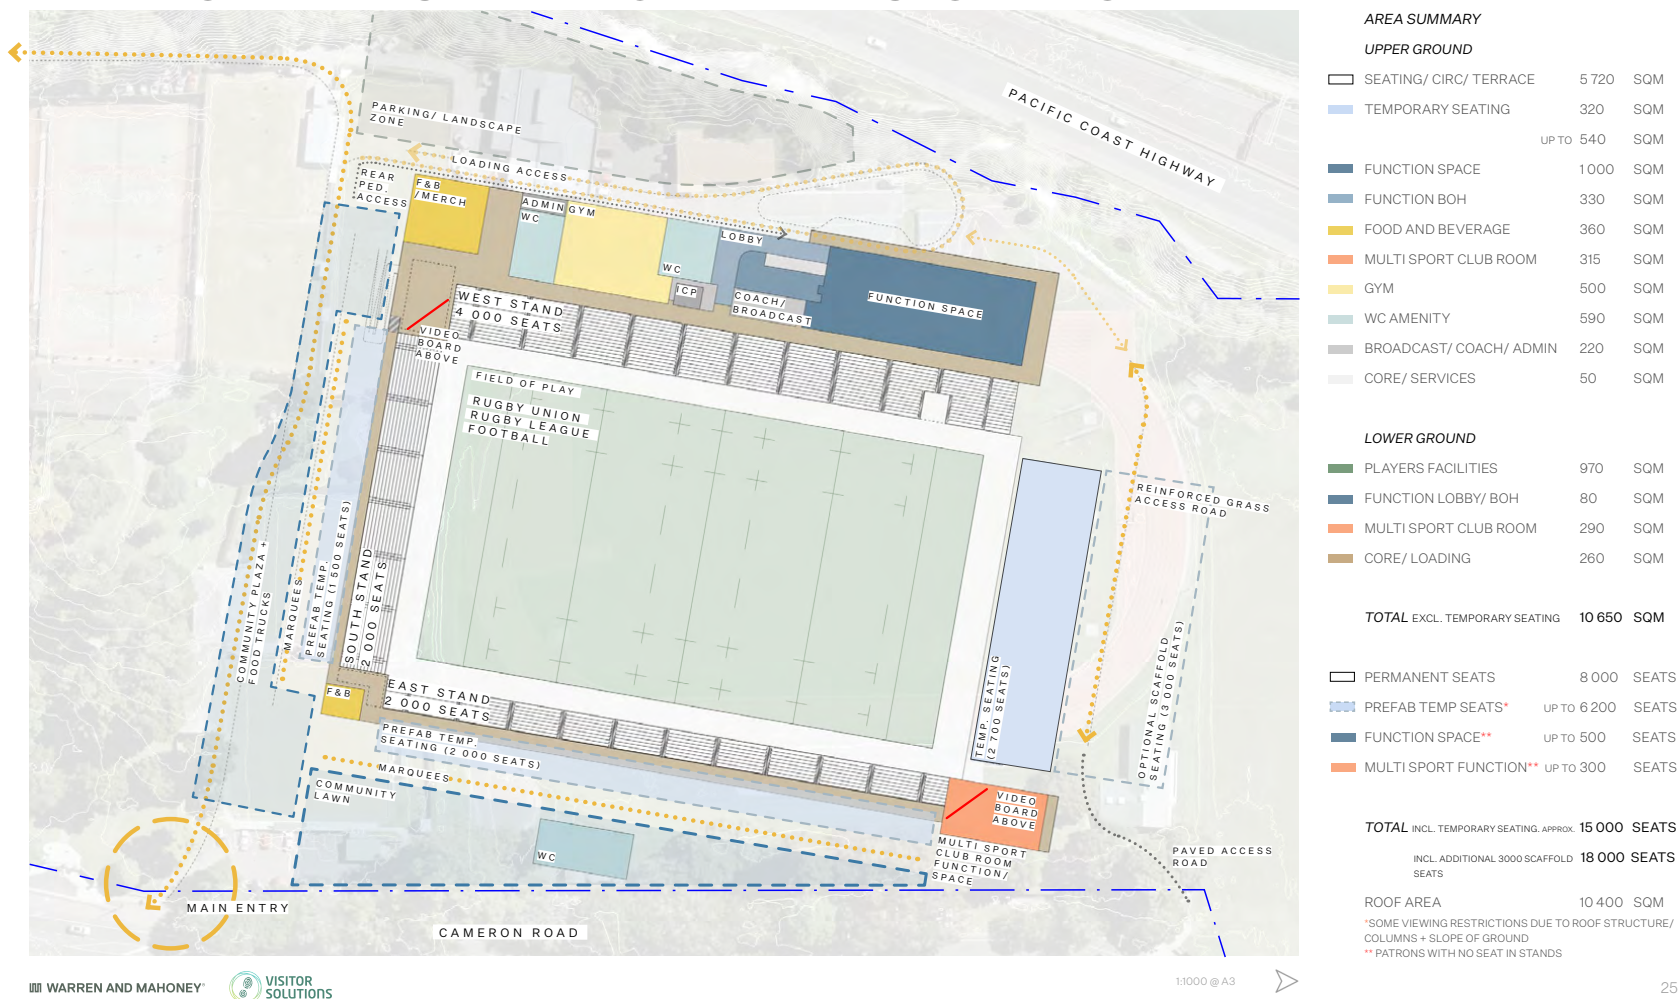 PACIFIC COAST HIGHWAY
PARKING/ LANDSCAPE
ZONE
LOADING ACCESS
REAR
PED.
ACCESS
F&B
/MERCH
ADMIN
GYM
WC
WC
LOBBY
ICP
COACH/
BROADCAST
FUNCTION SPACE
WEST STAND
4 000 SEATS
VIDEO
BOARD
ABOVE
FIELD OF PLAY
RUGBY UNION
RUGBY LEAGUE
FOOTBALL
REINFORCED GRASS
ACCESS ROAD
COMMUNITY PLAZA +
FOOD TRUCKS
MARQUEES
PREFAB TEMP.
SEATING (1 500 SEATS)
SOUTH STAND
2 000 SEATS
TEMP. SEATING
(2 700 SEATS)
OPTIONAL SCAFFOLD
SEATING (3 000 SEATS)
F&B
EAST STAND
2 000 SEATS
PREFAB TEMP.
SEATING (2 000 SEATS)
MARQUEES
COMMUNITY
LAWN
WC
VIDEO
BOARD
ABOVE
MULTI SPORT
CLUB ROOM
FUNCTION/
SPACE
PAVED ACCESS
ROAD
MAIN ENTRY
CAMERON ROAD
AREA SUMMARY
UPPER GROUND
SEATING/ CIRC/ TERRACE 5 720 SQM
TEMPORARY SEATING 320 SQM
UP TO 540 SQM
FUNCTION SPACE 1 000 SQM
FUNCTION BOH 330 SQM
FOOD AND BEVERAGE 360 SQM
MULTI SPORT CLUB ROOM 315 SQM
GYM 500 SQM
WC AMENITY 590 SQM
BROADCAST/ COACH/ ADMIN 220 SQM
CORE/ SERVICES 50 SQM
LOWER GROUND
PLAYERS FACILITIES 970 SQM
FUNCTION LOBBY/ BOH 80 SQM
MULTI SPORT CLUB ROOM 290 SQM
CORE/ LOADING 260 SQM
TOTAL EXCL. TEMPORARY SEATING 10 650 SQM
PERMANENT SEATS 8 000 SEATS
PREFAB TEMP SEATS* UP TO 6 200 SEATS
FUNCTION SPACE** UP TO 500 SEATS
MULTI SPORT FUNCTION** UP TO 300 SEATS
TOTAL INCL. TEMPORARY SEATING. APPROX. 15 000 SEATS
INCL. ADDITIONAL 3000 SCAFFOLD 18 000 SEATS
SEATS
ROOF AREA 10 400 SQM
*SOME VIEWING RESTRICTIONS DUE TO ROOF STRUCTURE/
COLUMNS + SLOPE OF GROUND
** PATRONS WITH NO SEAT IN STANDS
WARREN AND MAHONEY®
VISITOR
SOLUTIONS
1:1000 @ A3
25